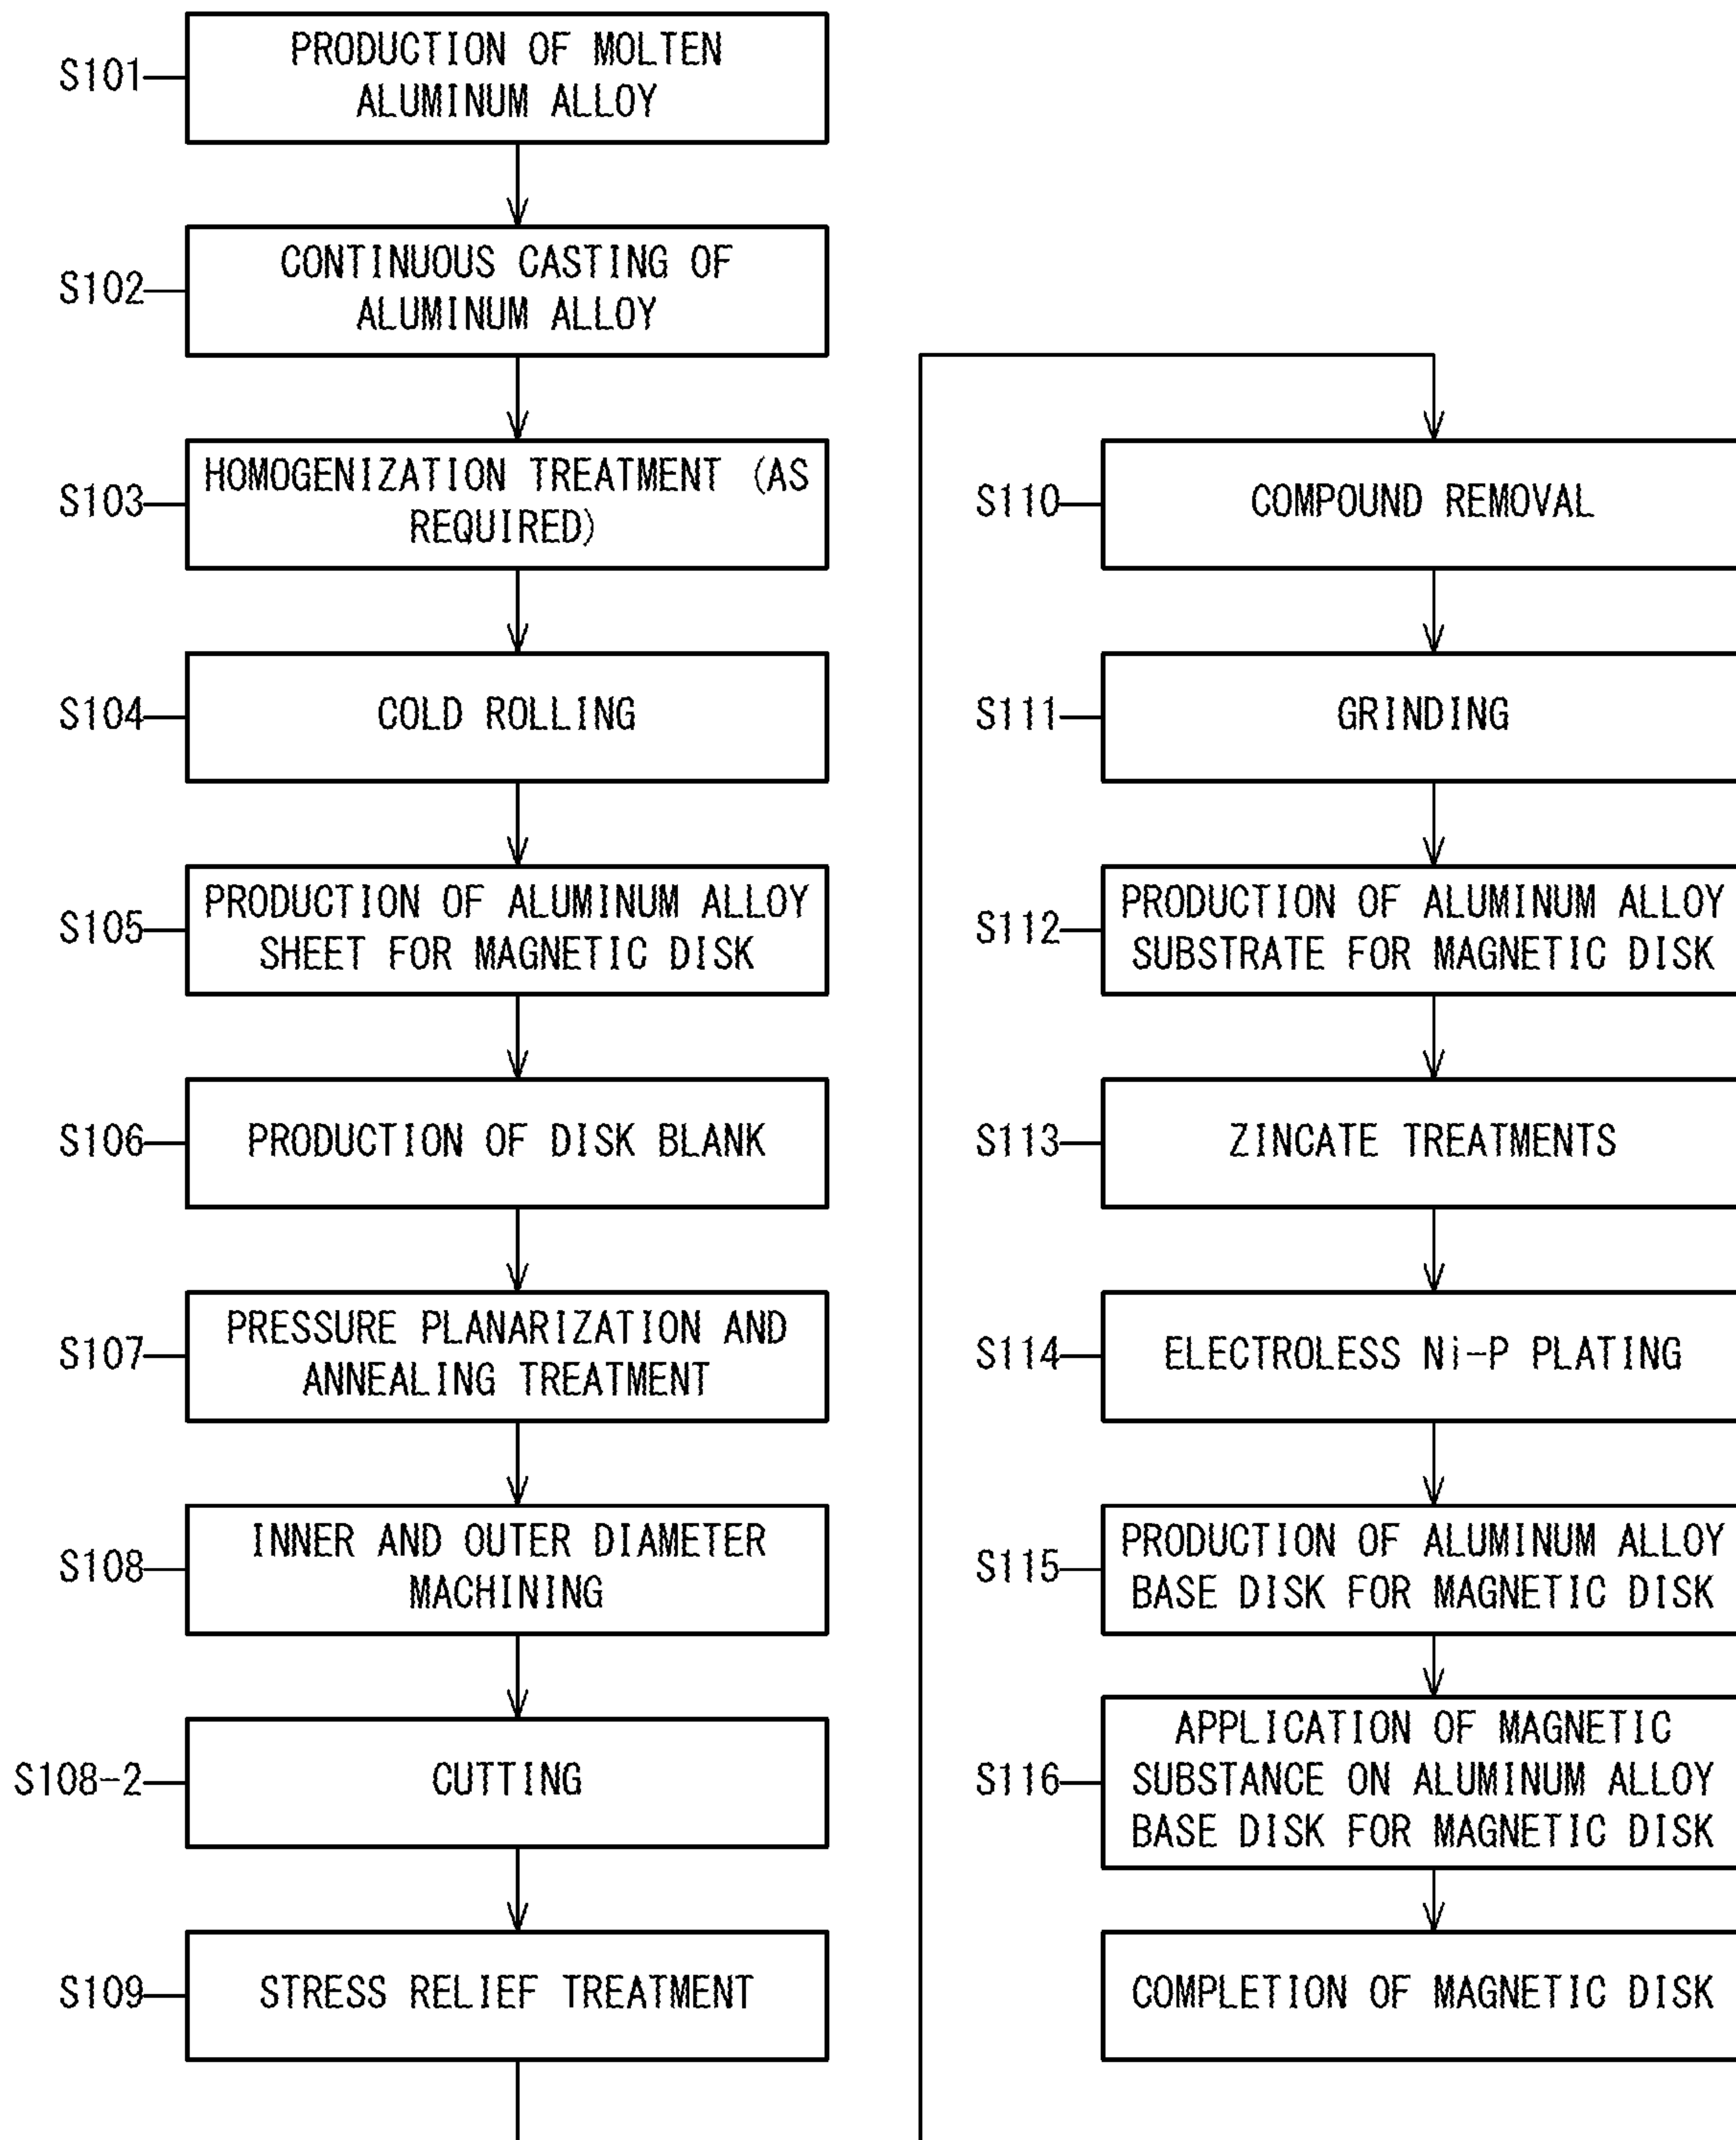 S101
PRODUCTION OF MOLTEN
ALUMINUM ALLOY
S102
CONTINUOUS CASTING OF
ALUMINUM ALLOY
S103
HOMOGENIZATION TREATMENT (AS
REQUIRED)
S104
COLD ROLLING
S105
PRODUCTION OF ALUMINUM ALLOY
SHEET FOR MAGNETIC DISK
S106
PRODUCTION OF DISK BLANK
S107
PRESSURE PLANARIZATION AND
ANNEALING TREATMENT
S108
INNER AND OUTER DIAMETER
MACHINING
S108-2
CUTTING
S109
STRESS RELIEF TREATMENT
S110
COMPOUND REMOVAL
S111
GRINDING
S112
PRODUCTION OF ALUMINUM ALLOY
SUBSTRATE FOR MAGNETIC DISK
S113
ZINCATE TREATMENTS
S114
ELECTROLESS Ni-P PLATING
S115
PRODUCTION OF ALUMINUM ALLOY
BASE DISK FOR MAGNETIC DISK
S116
APPLICATION OF MAGNETIC
SUBSTANCE ON ALUMINUM ALLOY
BASE DISK FOR MAGNETIC DISK
COMPLETION OF MAGNETIC DISK